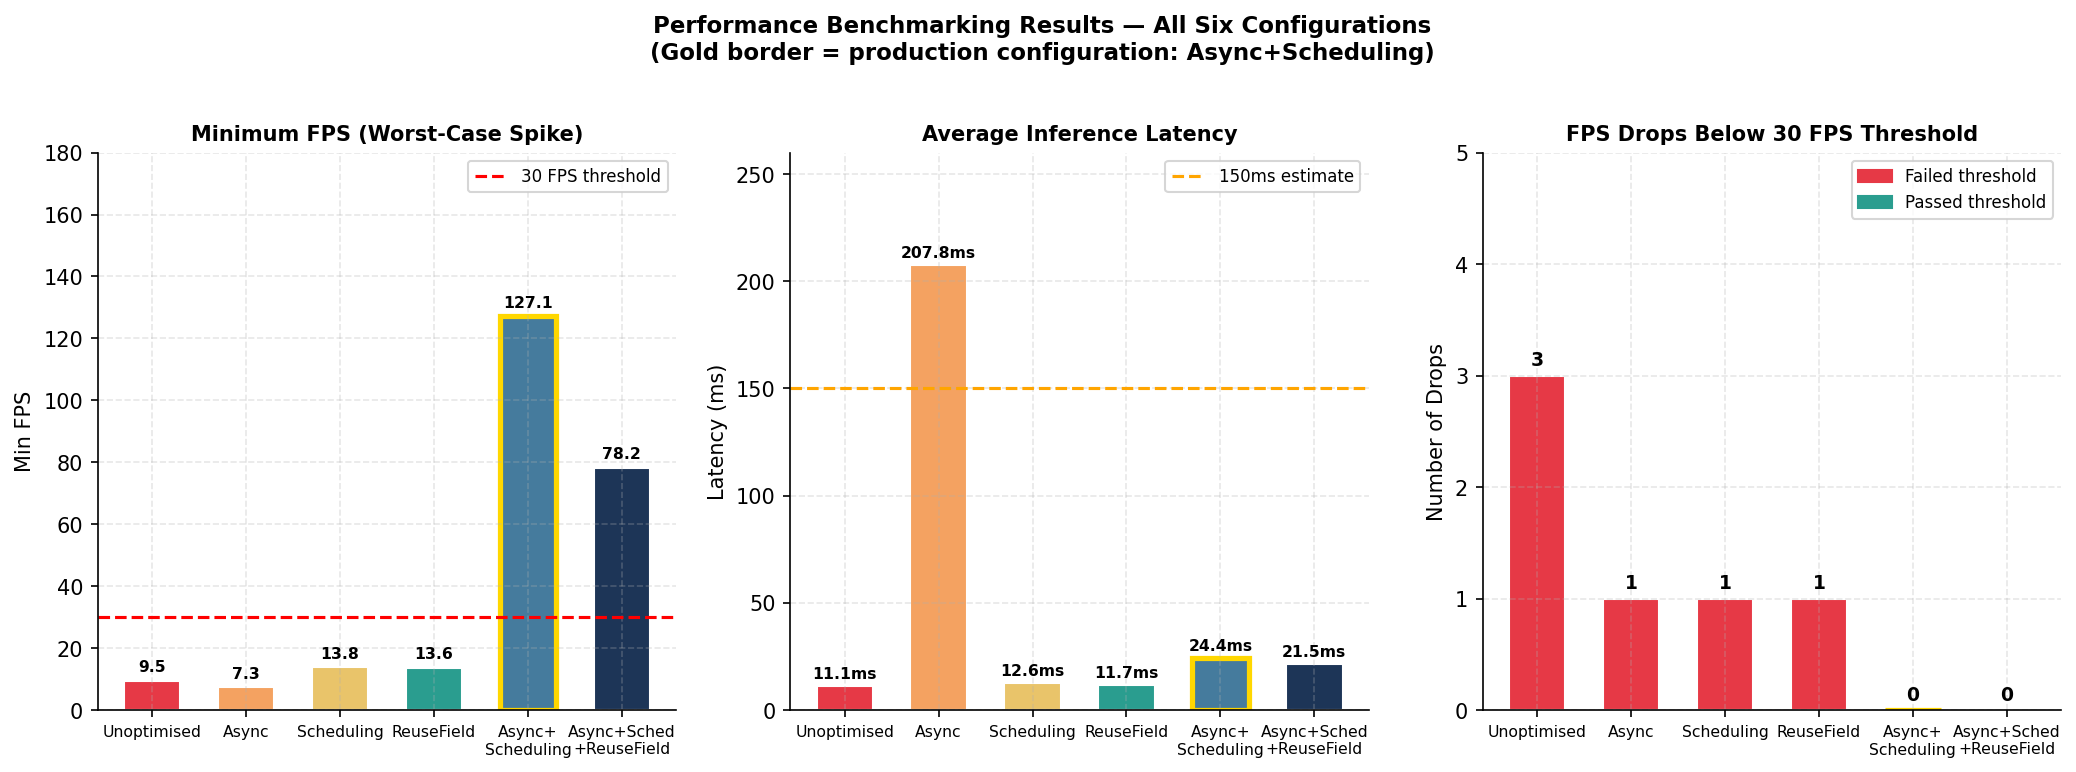 Performance Benchmarking Results — All Six Configurations
(Gold border = production configuration: Async+Scheduling)
Minimum FPS (Worst-Case Spike)
Min FPS
180
160
140
120
100
80
60
40
20
0
30 FPS threshold
9.5
7.3
13.8
13.6
127.1
78.2
Unoptimised
Async
Scheduling
ReuseField
Async+
Scheduling
Async+Sched
+ReuseField
Average Inference Latency
Latency (ms)
250
200
150
100
50
0
150ms estimate
11.1ms
207.8ms
12.6ms
11.7ms
24.4ms
21.5ms
Unoptimised
Async
Scheduling
ReuseField
Async+
Scheduling
Async+Sched
+ReuseField
FPS Drops Below 30 FPS Threshold
Number of Drops
5
4
3
2
1
0
Failed threshold
Passed threshold
3
1
1
1
0
0
Unoptimised
Async
Scheduling
ReuseField
Async+
Scheduling
Async+Sched
+ReuseField